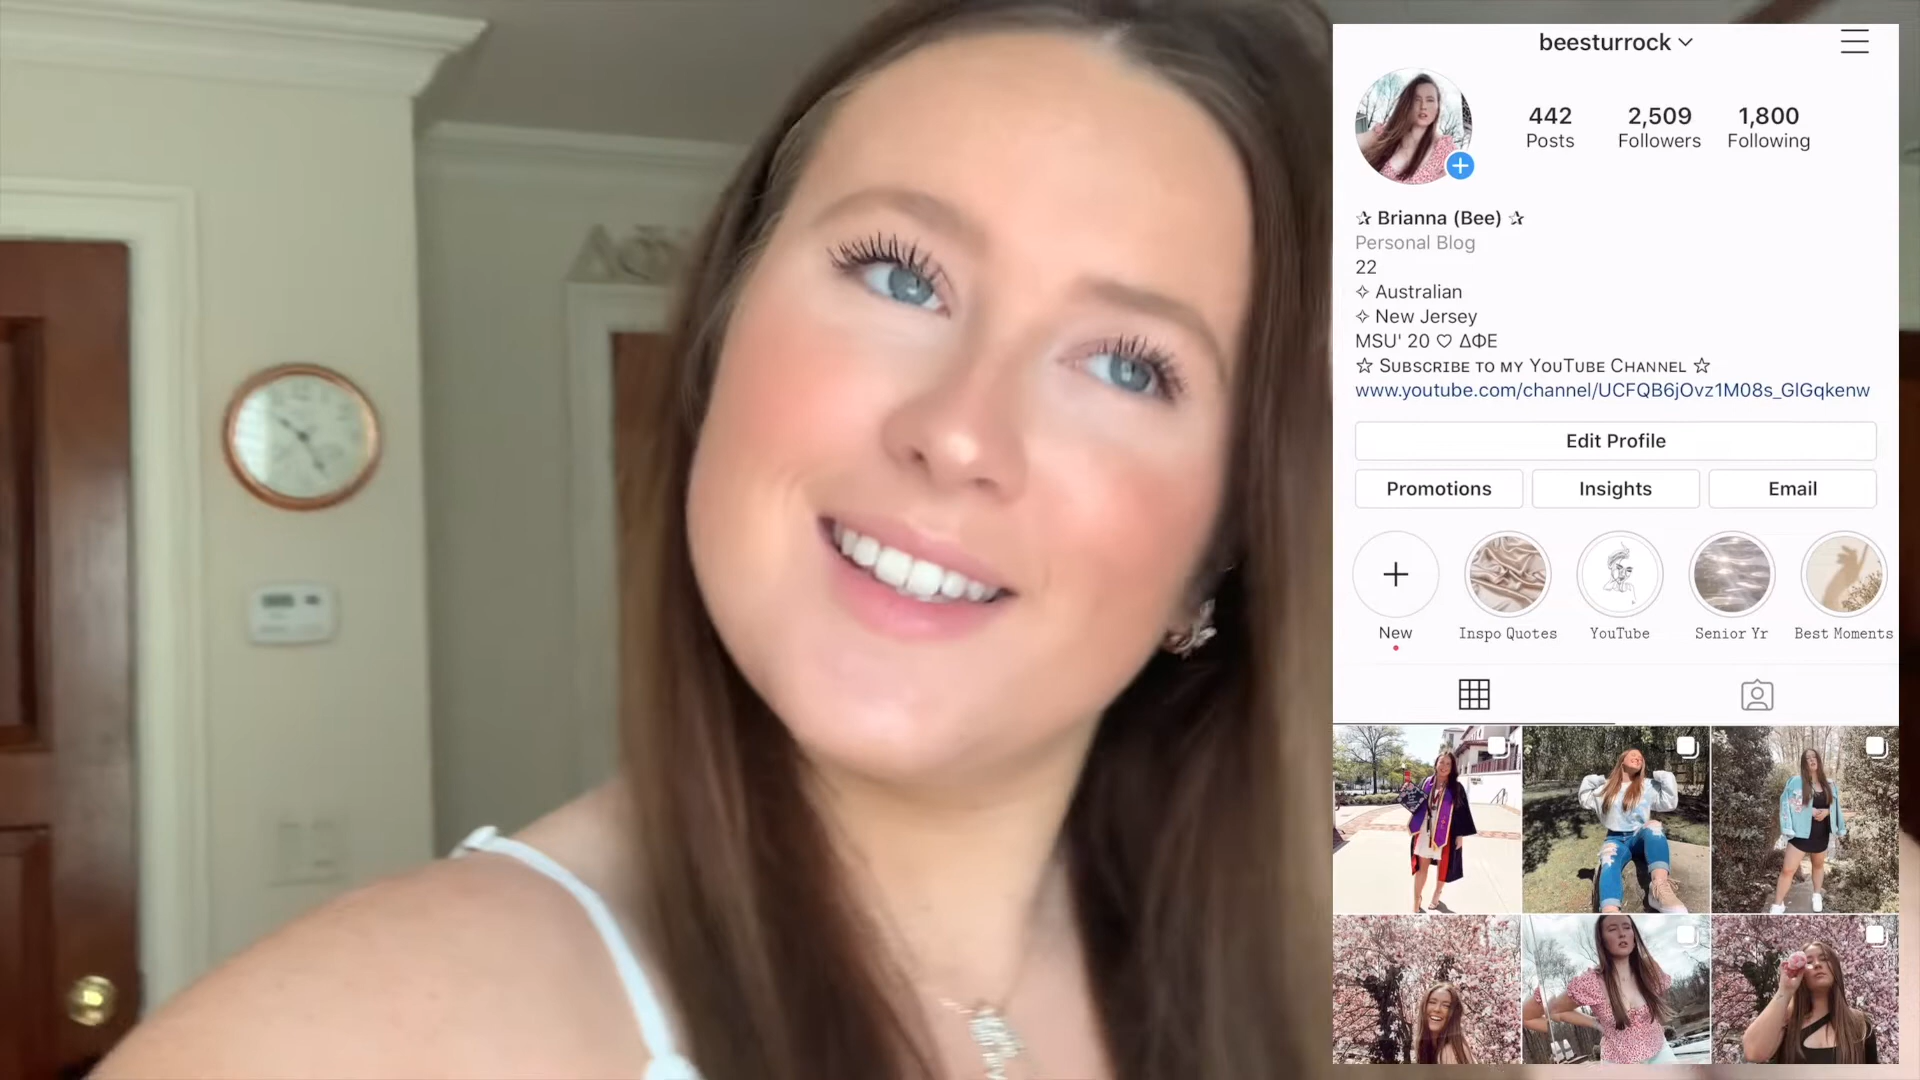 beesturrock
442 2,509 1,800
Posts Followers Following
✰ Brianna (Bee) ✰
Personal Blog
22
✧ Australian
✧ New Jersey
MSU' 20 ♡ ΔΦΕ
☆ Subscribe to my YouTube Channel ☆
www.youtube.com/channel/UCFQB6jOvz1M08s_GlGqkenw
Edit Profile
Promotions Insights Email
New Inspo Quotes YouTube Senior Yr Best Moments
ΔΦΕ